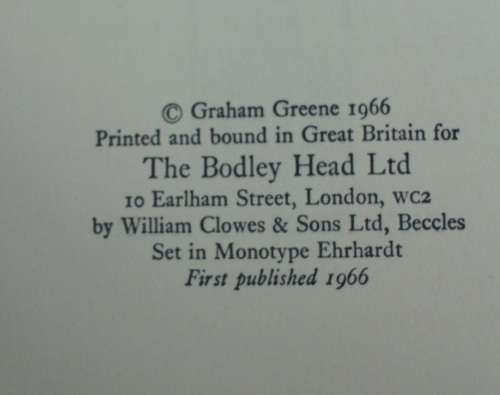 © Graham Greene 1966
Printed and bound in Great Britain for
The Bodley Head Ltd
10 Earlham Street, London, WC2
by William Clowes & Sons Ltd, Beccles
Set in Monotype Ehrhardt
First published 1966